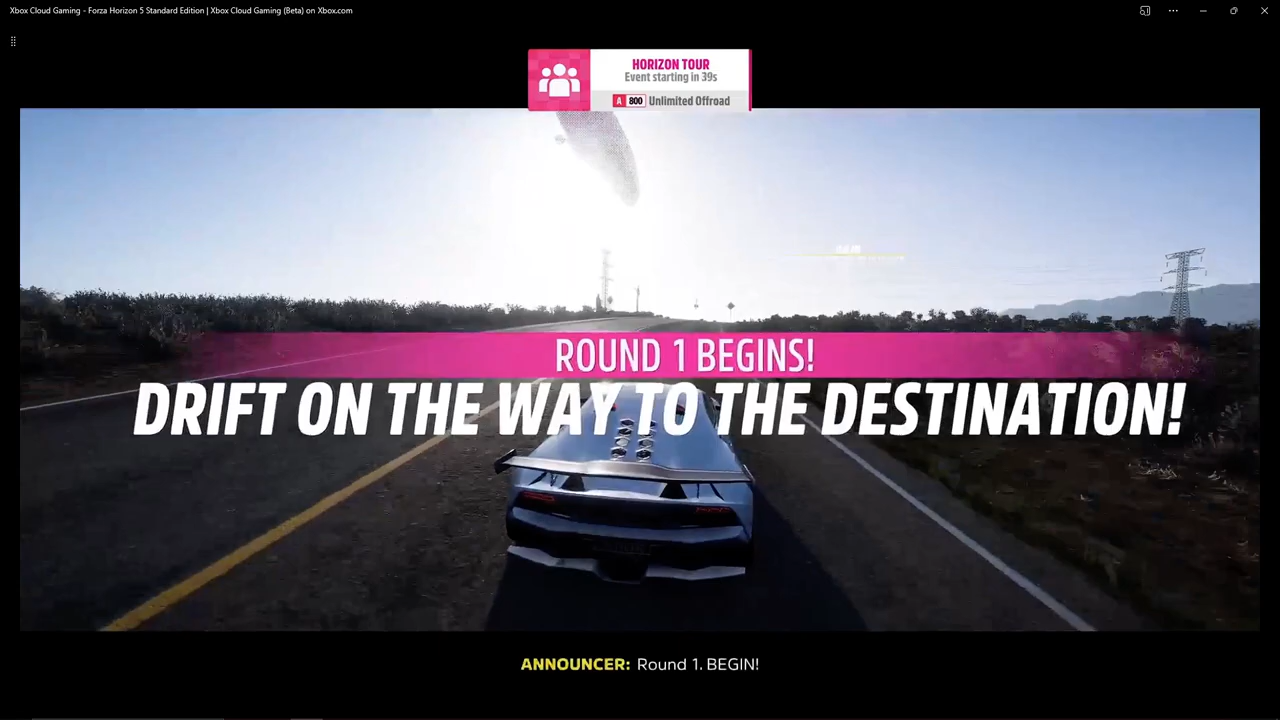 Xbox Cloud Gaming - Forza Horizon 5 Standard Edition | Xbox Cloud Gaming (Beta) on Xbox.com
HORIZON TOUR
Event starting in 39s
A 800 Unlimited Offroad
ROUND 1 BEGINS!
DRIFT ON THE WAY TO THE DESTINATION!
ANNOUNCER: Round 1. BEGIN!